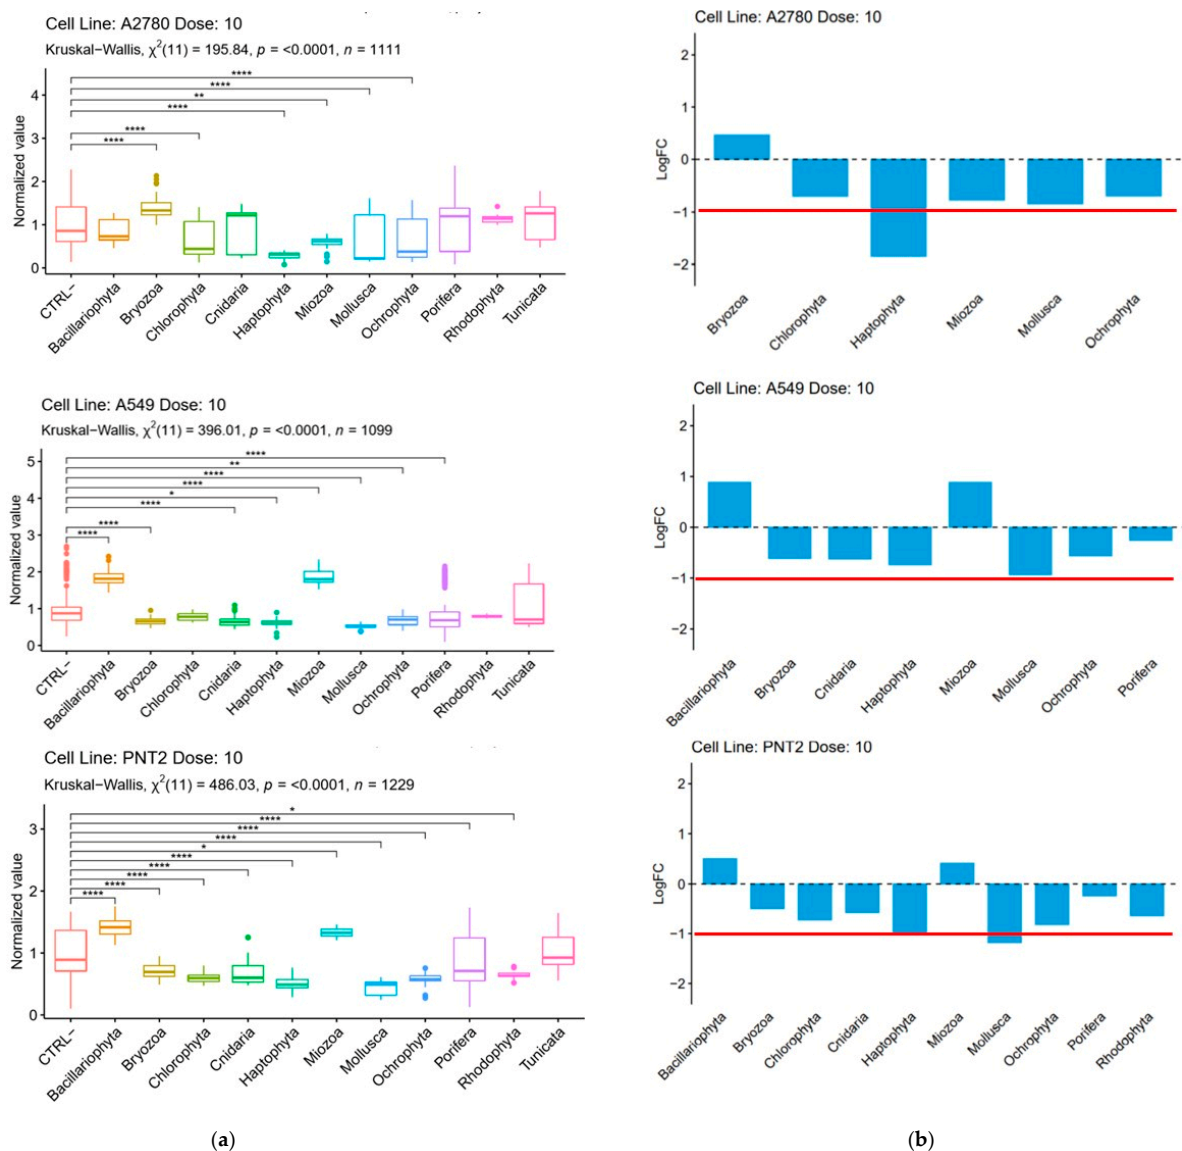 Cell Line: A2780 Dose: 10
Kruskal−Wallis, χ²(11) = 195.84, p = <0.0001, n = 1111
Normalized value
4
3
2
1
0
****
****
**
****
****
****
CTRL−
Bacillariophyta
Bryozoa
Chlorophyta
Cnidaria
Haptophyta
Miozoa
Mollusca
Ochrophyta
Porifera
Rhodophyta
Tunicata
Cell Line: A2780 Dose: 10
LogFC
2
1
0
−1
−2
Bryozoa
Chlorophyta
Haptophyta
Miozoa
Mollusca
Ochrophyta
Cell Line: A549 Dose: 10
Kruskal−Wallis, χ²(11) = 396.01, p = <0.0001, n = 1099
Normalized value
5
4
3
2
1
0
****
**
****
****
*
****
****
****
CTRL−
Bacillariophyta
Bryozoa
Chlorophyta
Cnidaria
Haptophyta
Miozoa
Mollusca
Ochrophyta
Porifera
Rhodophyta
Tunicata
Cell Line: A549 Dose: 10
LogFC
2
1
0
−1
−2
Bacillariophyta
Bryozoa
Cnidaria
Haptophyta
Miozoa
Mollusca
Ochrophyta
Porifera
Cell Line: PNT2 Dose: 10
Kruskal−Wallis, χ²(11) = 486.03, p = <0.0001, n = 1229
Normalized value
3
2
1
0
*
****
****
****
*
****
****
****
****
****
CTRL−
Bacillariophyta
Bryozoa
Chlorophyta
Cnidaria
Haptophyta
Miozoa
Mollusca
Ochrophyta
Porifera
Rhodophyta
Tunicata
Cell Line: PNT2 Dose: 10
LogFC
2
1
0
−1
−2
Bacillariophyta
Bryozoa
Chlorophyta
Cnidaria
Haptophyta
Miozoa
Mollusca
Ochrophyta
Porifera
Rhodophyta
(a)
(b)